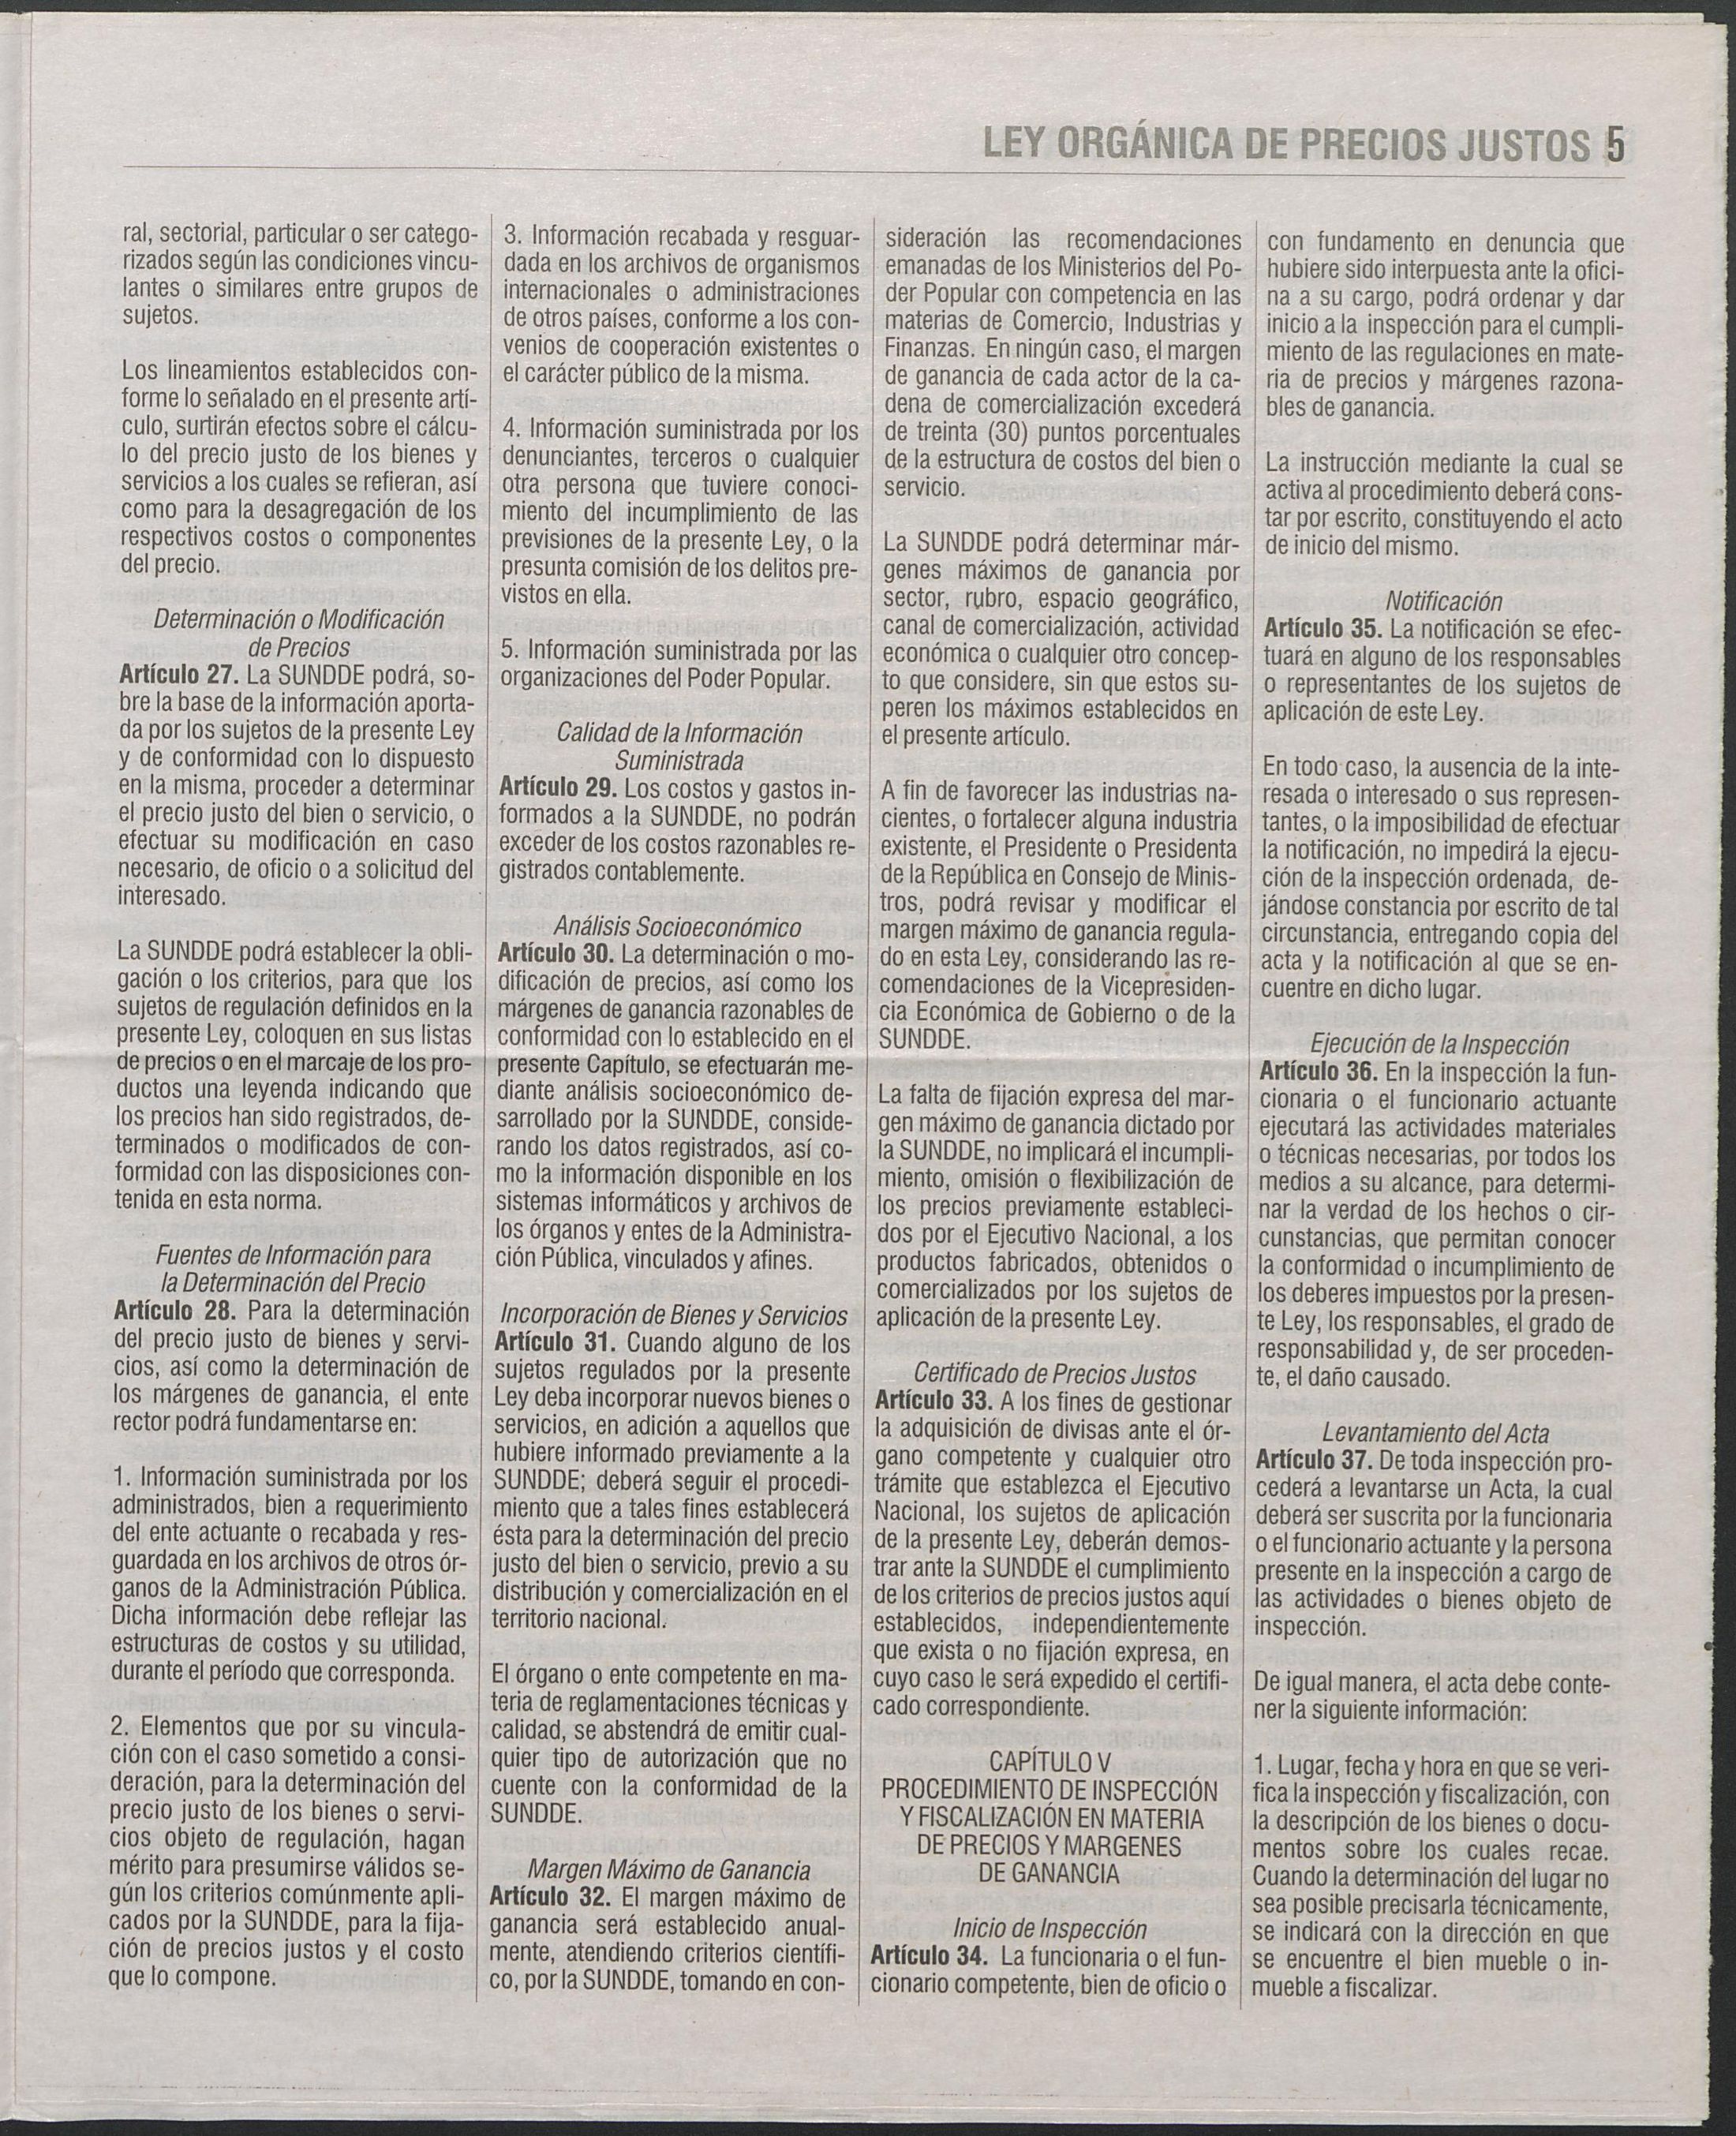 LEY ORGÁNICA DE PRECIOS JUSTOS 5
ral, sectorial, particular o ser catego-
rizados según las condiciones vincu-
lantes o similares entre grupos de
sujetos.
Los lineamientos establecidos con-
forme lo señalado en el presente artí-
culo, surtirán efectos sobre el cálcu-
lo del precio justo de los bienes y
servicios a los cuales se refieran, así
como para la desagregación de los
respectivos costos o componentes
del precio.
Determinación o Modificación
de Precios
Artículo 27. La SUNDDE podrá, so-
bre la base de la información aporta-
da por los sujetos de la presente Ley
y de conformidad con lo dispuesto
en la misma, proceder a determinar
el precio justo del bien o servicio, o
efectuar su modificación en caso
necesario, de oficio o a solicitud del
interesado.
La SUNDDE podrá establecer la obli-
gación o los criterios, para que los
sujetos de regulación definidos en la
presente Ley, coloquen en sus listas
de precios o en el marcaje de los pro-
ductos una leyenda indicando que
los precios han sido registrados, de-
terminados o modificados de con-
formidad con las disposiciones con-
tenida en esta norma.
Fuentes de Información para
la Determinación del Precio
Artículo 28. Para la determinación
del precio justo de bienes y servi-
cios, así como la determinación de
los márgenes de ganancia, el ente
rector podrá fundamentarse en:
1. Información suministrada por los
administrados, bien a requerimiento
del ente actuante o recabada y res-
guardada en los archivos de otros ór-
ganos de la Administración Pública.
Dicha información debe reflejar las
estructuras de costos y su utilidad,
durante el período que corresponda.
2. Elementos que por su vincula-
ción con el caso sometido a consi-
deración, para la determinación del
precio justo de los bienes o servi-
cios objeto de regulación, hagan
mérito para presumirse válidos se-
gún los criterios comúnmente apli-
cados por la SUNDDE, para la fija-
ción de precios justos y el costo
que lo compone.
3. Información recabada y resguar-
dada en los archivos de organismos
internacionales o administraciones
de otros países, conforme a los con-
venios de cooperación existentes o
el carácter público de la misma.
4. Información suministrada por los
denunciantes, terceros o cualquier
otra persona que tuviere conoci-
miento del incumplimiento de las
previsiones de la presente Ley, o la
presunta comisión de los delitos pre-
vistos en ella.
5. Información suministrada por las
organizaciones del Poder Popular.
Calidad de la Información
Suministrada
Artículo 29. Los costos y gastos in-
formados a la SUNDDE, no podrán
exceder de los costos razonables re-
gistrados contablemente.
Análisis Socioeconómico
Artículo 30. La determinación o mo-
dificación de precios, así como los
márgenes de ganancia razonables de
conformidad con lo establecido en el
presente Capítulo, se efectuarán me-
diante análisis socioeconómico de-
sarrollado por la SUNDDE, conside-
rando los datos registrados, así co-
mo la información disponible en los
sistemas informáticos y archivos de
los órganos y entes de la Administra-
ción Pública, vinculados y afines.
Incorporación de Bienes y Servicios
Artículo 31. Cuando alguno de los
sujetos regulados por la presente
Ley deba incorporar nuevos bienes o
servicios, en adición a aquellos que
hubiere informado previamente a la
SUNDDE; deberá seguir el procedi-
miento que a tales fines establecerá
ésta para la determinación del precio
justo del bien o servicio, previo a su
distribución y comercialización en el
territorio nacional.
El órgano o ente competente en ma-
teria de reglamentaciones técnicas y
calidad, se abstendrá de emitir cual-
quier tipo de autorización que no
cuente con la conformidad de la
SUNDDE.
Margen Máximo de Ganancia
Artículo 32. El margen máximo de
ganancia será establecido anual-
mente, atendiendo criterios científi-
co, por la SUNDDE, tomando en con-
sideración las recomendaciones
emanadas de los Ministerios del Po-
der Popular con competencia en las
materias de Comercio, Industrias y
Finanzas. En ningún caso, el margen
de ganancia de cada actor de la ca-
dena de comercialización excederá
de treinta (30) puntos porcentuales
de la estructura de costos del bien o
servicio.
La SUNDDE podrá determinar már-
genes máximos de ganancia por
sector, rubro, espacio geográfico,
canal de comercialización, actividad
económica o cualquier otro concep-
to que considere, sin que estos su-
peren los máximos establecidos en
el presente artículo.
A fin de favorecer las industrias na-
cientes, o fortalecer alguna industria
existente, el Presidente o Presidenta
de la República en Consejo de Minis-
tros, podrá revisar y modificar el
margen máximo de ganancia regula-
do en esta Ley, considerando las re-
comendaciones de la Vicepresiden-
cia Económica de Gobierno o de la
SUNDDE.
La falta de fijación expresa del mar-
gen máximo de ganancia dictado por
la SUNDDE, no implicará el incumpli-
miento, omisión o flexibilización de
los precios previamente estableci-
dos por el Ejecutivo Nacional, a los
productos fabricados, obtenidos o
comercializados por los sujetos de
aplicación de la presente Ley.
Certificado de Precios Justos
Artículo 33. A los fines de gestionar
la adquisición de divisas ante el ór-
gano competente y cualquier otro
trámite que establezca el Ejecutivo
Nacional, los sujetos de aplicación
de la presente Ley, deberán demos-
trar ante la SUNDDE el cumplimiento
de los criterios de precios justos aquí
establecidos, independientemente
que exista o no fijación expresa, en
cuyo caso le será expedido el certifi-
cado correspondiente.
CAPÍTULO V
PROCEDIMIENTO DE INSPECCIÓN
Y FISCALIZACIÓN EN MATERIA
DE PRECIOS Y MARGENES
DE GANANCIA
Inicio de Inspección
Artículo 34. La funcionaria o el fun-
cionario competente, bien de oficio o
con fundamento en denuncia que
hubiere sido interpuesta ante la ofici-
na a su cargo, podrá ordenar y dar
inicio a la inspección para el cumpli-
miento de las regulaciones en mate-
ria de precios y márgenes razona-
bles de ganancia.
La instrucción mediante la cual se
activa al procedimiento deberá cons-
tar por escrito, constituyendo el acto
de inicio del mismo.
Notificación
Artículo 35. La notificación se efec-
tuará en alguno de los responsables
o representantes de los sujetos de
aplicación de este Ley.
En todo caso, la ausencia de la inte-
resada o interesado o sus represen-
tantes, o la imposibilidad de efectuar
la notificación, no impedirá la ejecu-
ción de la inspección ordenada, de-
jándose constancia por escrito de tal
circunstancia, entregando copia del
acta y la notificación al que se en-
cuentre en dicho lugar.
Ejecución de la Inspección
Artículo 36. En la inspección la fun-
cionaria o el funcionario actuante
ejecutará las actividades materiales
o técnicas necesarias, por todos los
medios a su alcance, para determi-
nar la verdad de los hechos o cir-
cunstancias, que permitan conocer
la conformidad o incumplimiento de
los deberes impuestos por la presen-
te Ley, los responsables, el grado de
responsabilidad y, de ser proceden-
te, el daño causado.
Levantamiento del Acta
Artículo 37. De toda inspección pro-
cederá a levantarse un Acta, la cual
deberá ser suscrita por la funcionaria
o el funcionario actuante y la persona
presente en la inspección a cargo de
las actividades o bienes objeto de
inspección.
De igual manera, el acta debe conte-
ner la siguiente información:
1. Lugar, fecha y hora en que se veri-
fica la inspección y fiscalización, con
la descripción de los bienes o docu-
mentos sobre los cuales recae.
Cuando la determinación del lugar no
sea posible precisarla técnicamente,
se indicará con la dirección en que
se encuentre el bien mueble o in-
mueble a fiscalizar.